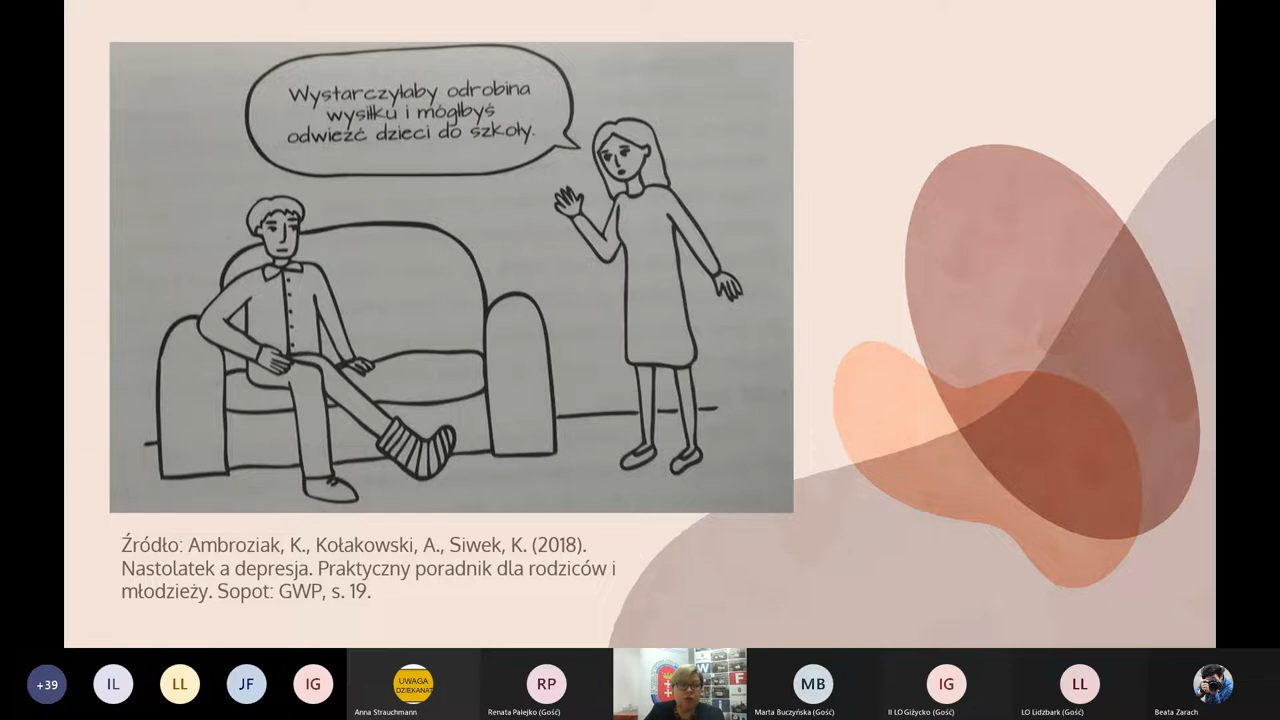 Wystarczyłaby odrobina
wysiłku i mógłbyś
odwieźć dzieci do szkoły.
Źródło: Ambroziak, K., Kołakowski, A., Siwek, K. (2018).
Nastolatek a depresja. Praktyczny poradnik dla rodziców i
młodzieży. Sopot: GWP, s. 19.
+39
IL
LL
JF
IG
UWAGA
DZIEKANAT
Anna Strauchmann
RP
Renata Palejko (Gość)
W
F
MB
Marta Buczyńska (Gość)
IG
II LO Giżycko (Gość)
LL
LO Lidzbark (Gość)
Beata Zarach